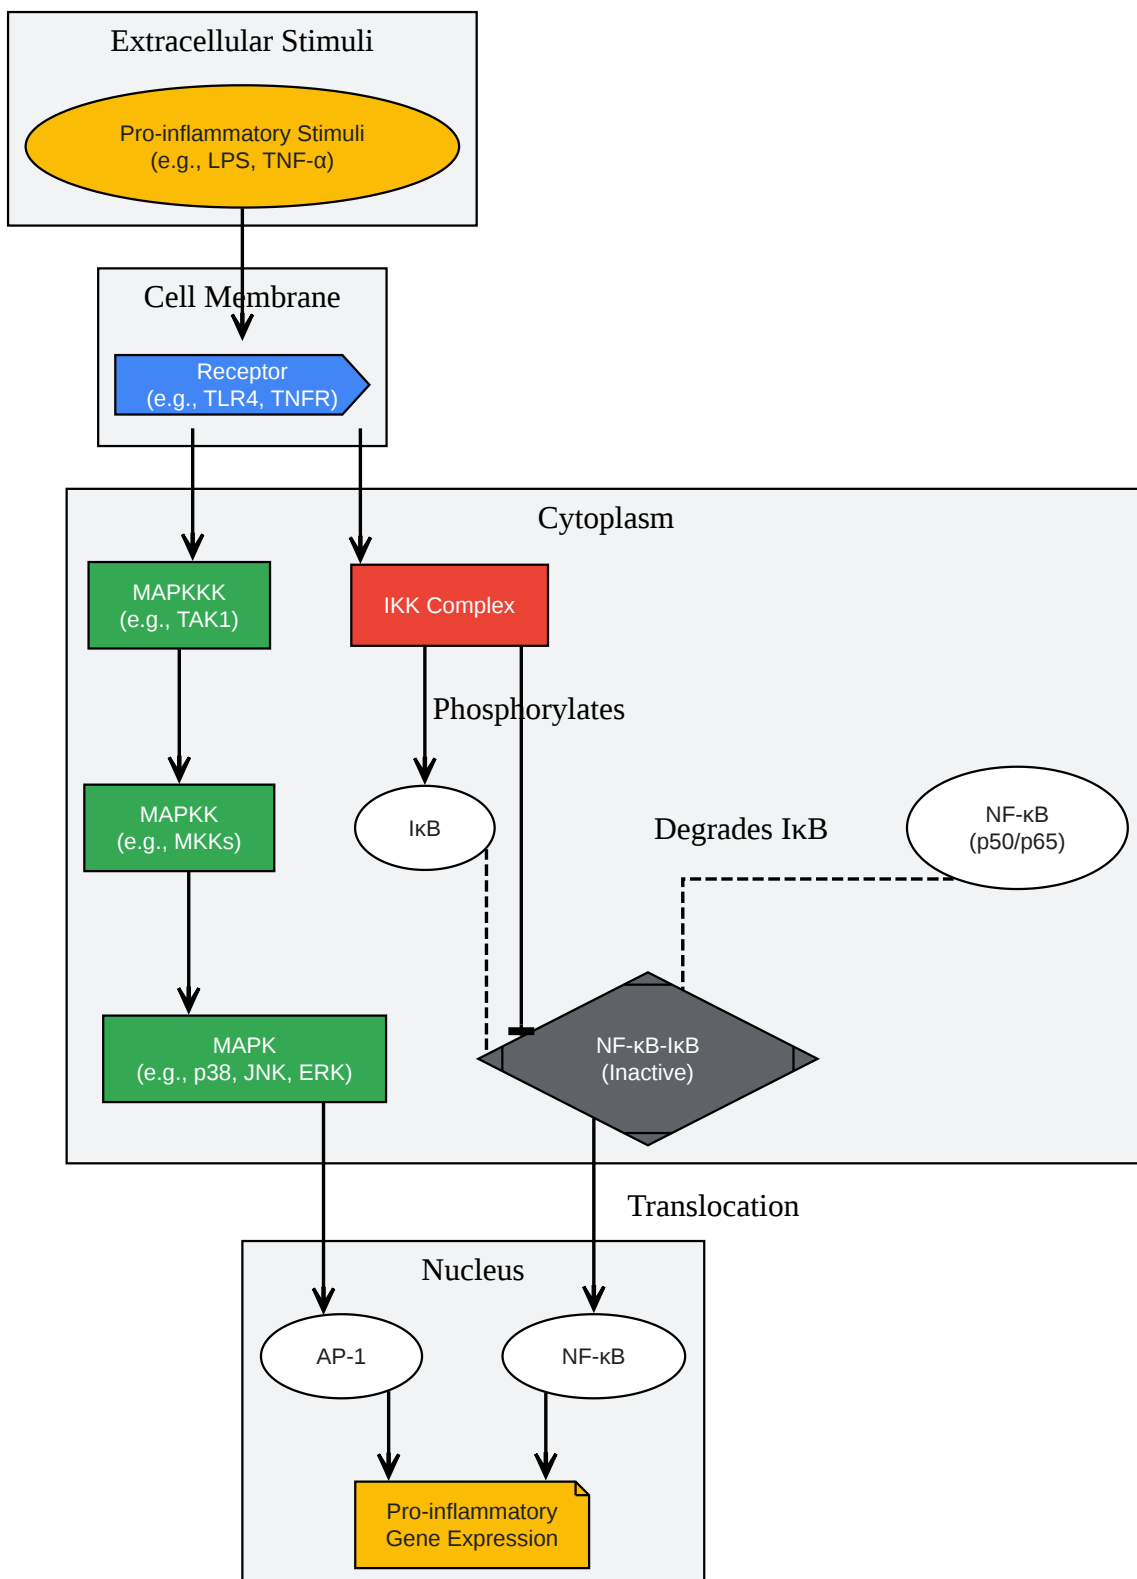 Extracellular Stimuli
Pro-inflammatory Stimuli
(e.g., LPS, TNF-α)
Cell Membrane
Receptor
(e.g., TLR4, TNFR)
Cytoplasm
MAPKKK
(e.g., TAK1)
IKK Complex
Phosphorylates
MAPKK
(e.g., MKKs)
IκB
Degrades IκB
NF-κB
(p50/p65)
MAPK
(e.g., p38, JNK, ERK)
NF-κB-IκB
(Inactive)
Translocation
Nucleus
AP-1
NF-κB
Pro-inflammatory
Gene Expression